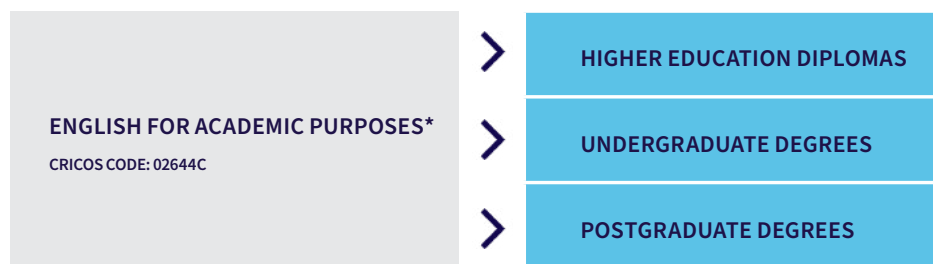 ENGLISH FOR ACADEMIC PURPOSES*
CRICOS CODE: 02644C
HIGHER EDUCATION DIPLOMAS
UNDERGRADUATE DEGREES
POSTGRADUATE DEGREES